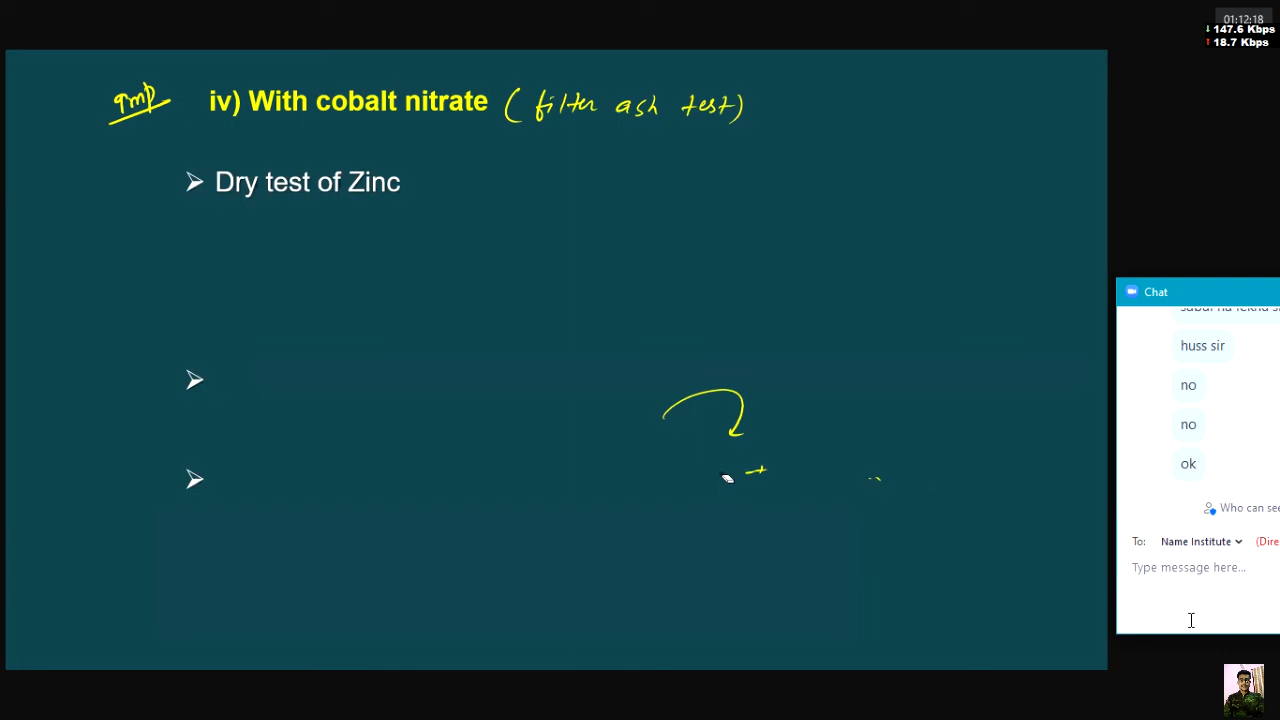 01:12:18
↓ 147.6 Kbps
↑ 18.7 Kbps
Imp iv) With cobalt nitrate (filter ash test)
➢ Dry test of Zinc
Chat
huss sir
no
no
ok
Who can see
To: Name Institute (Dire
Type message here...